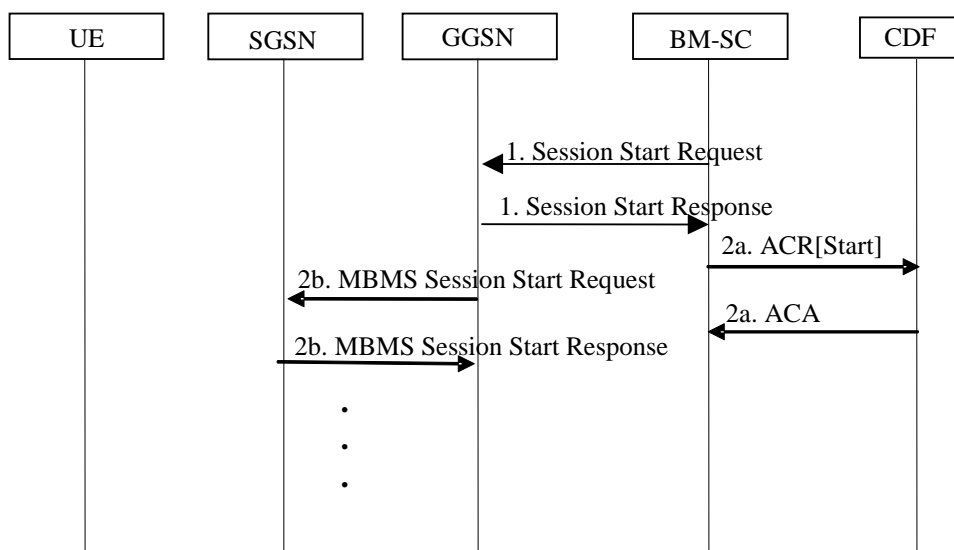 UE
SGSN
GGSN
BM-SC
CDF
1. Session Start Request
1. Session Start Response
2a. ACR[Start]
2b. MBMS Session Start Request
2a. ACA
2b. MBMS Session Start Response